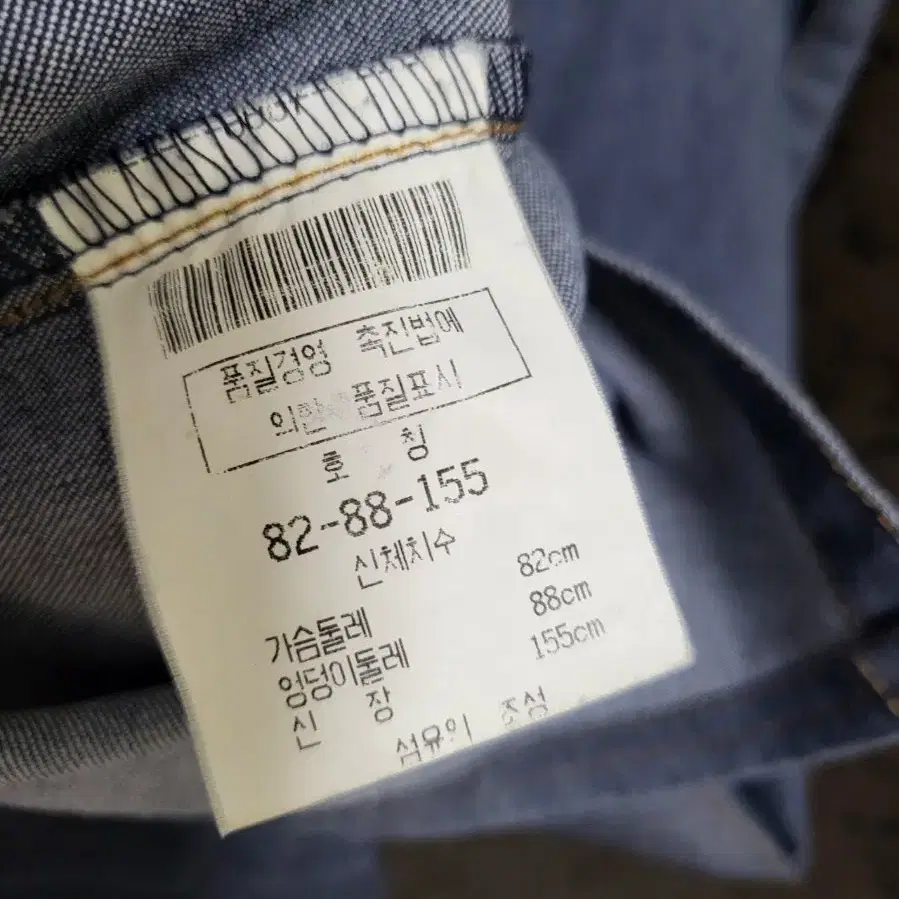 품질경영 촉진법에
의한 품질표시
호 칭
82-88-155
신체치수
가슴둘레 82cm
엉덩이둘레 88cm
신 장 155cm
섬유의 조성